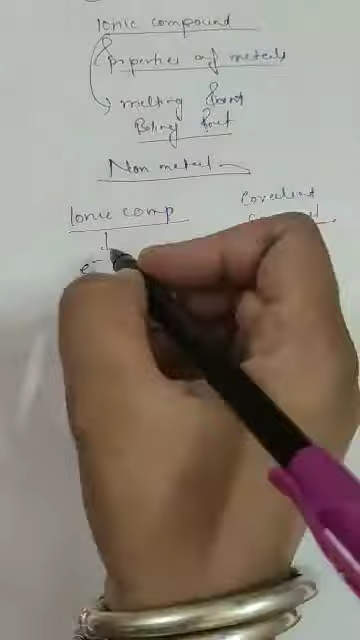 Ionic compound
properties of metals
melting Point
Boiling Point
Non metal
Ionic comp
Covalent
e⁻